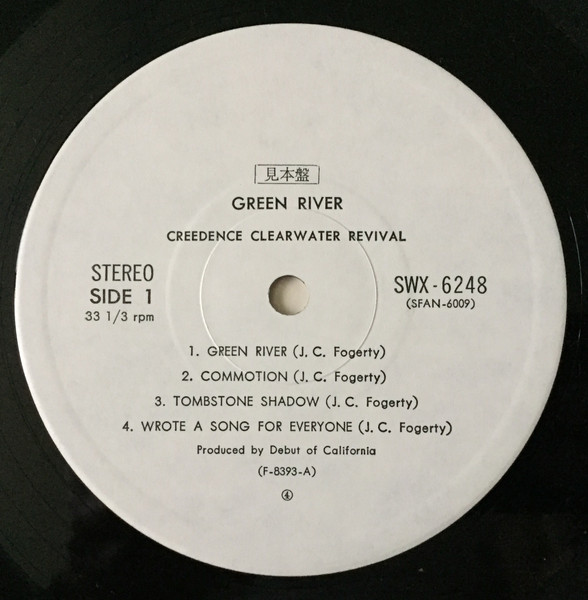 見本盤
GREEN RIVER
CREEDENCE CLEARWATER REVIVAL
STEREO
SIDE 1
33 1/3 rpm
SWX-6248
(SFAN-6009)
1. GREEN RIVER (J. C. Fogerty)
2. COMMOTION (J. C. Fogerty)
3. TOMBSTONE SHADOW (J. C. Fogerty)
4. WROTE A SONG FOR EVERYONE (J. C. Fogerty)
Produced by Debut of California
(F-8393-A)
④